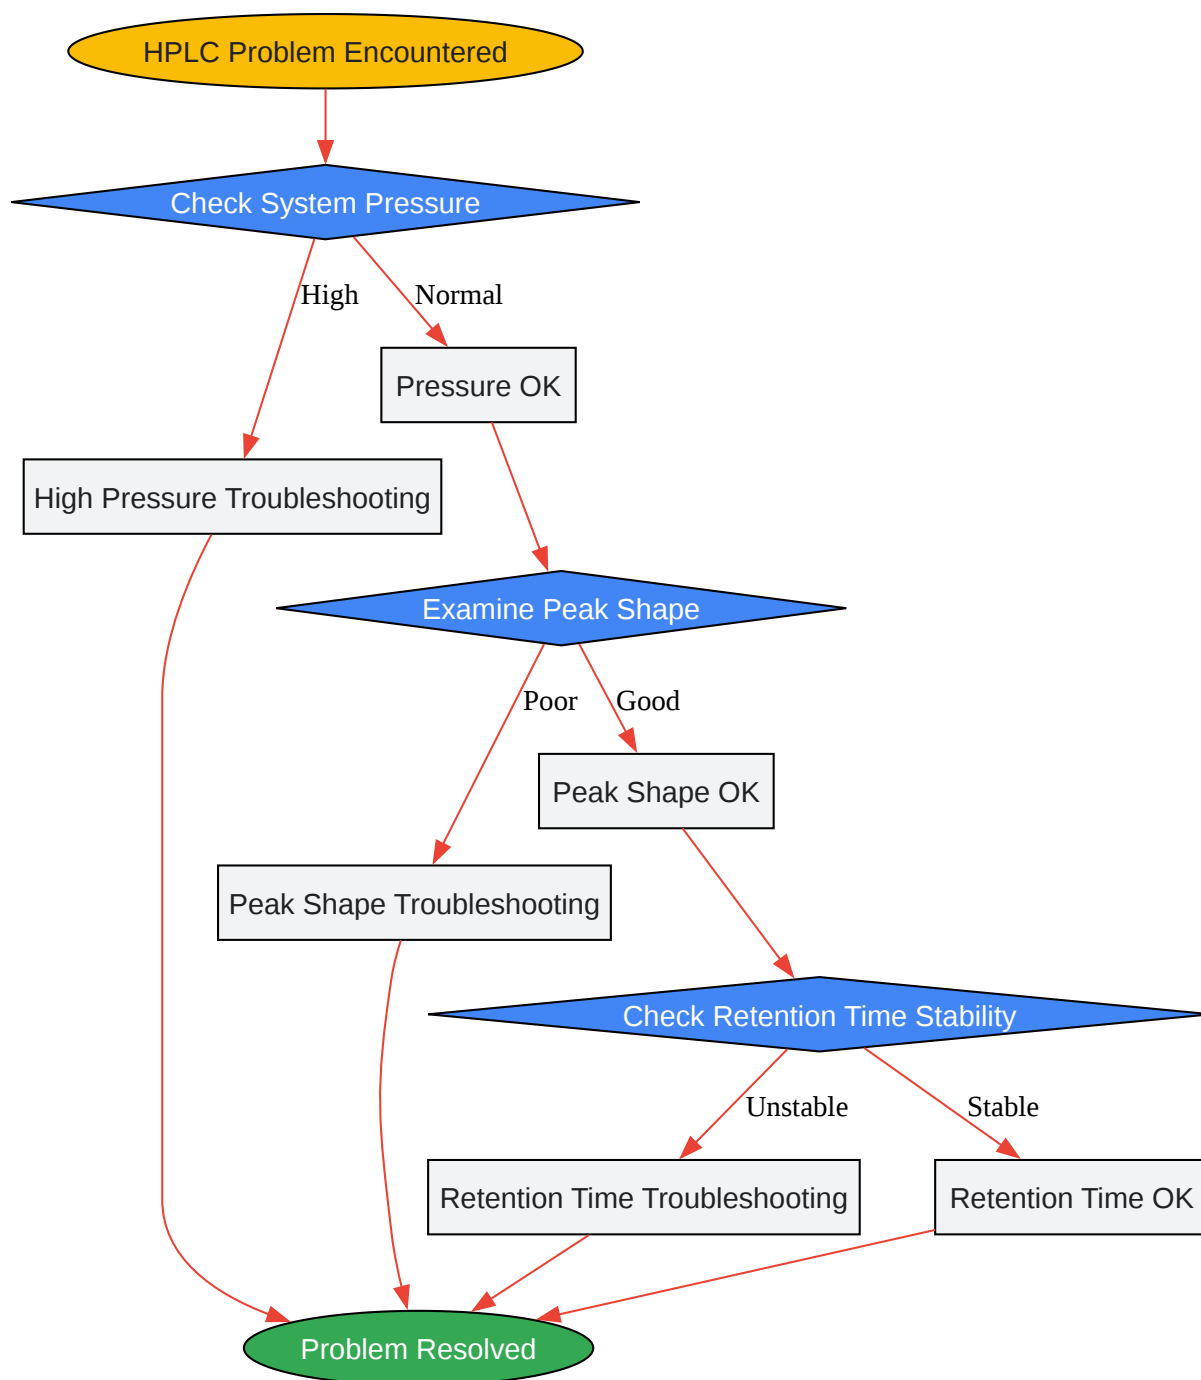 HPLC Problem Encountered
Check System Pressure
High
Normal
Pressure OK
High Pressure Troubleshooting
Examine Peak Shape
Poor
Good
Peak Shape OK
Peak Shape Troubleshooting
Check Retention Time Stability
Unstable
Stable
Retention Time Troubleshooting
Retention Time OK
Problem Resolved